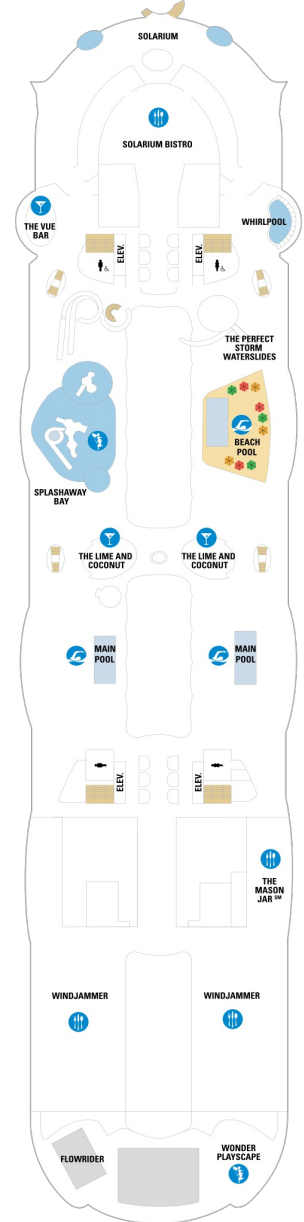 SOLARIUM
SOLARIUM BISTRO
THE VUE
BAR
WHIRLPOOL
ELEV.
ELEV.
THE PERFECT
STORM
WATERSLIDES
BEACH
POOL
SPLASHAWAY
BAY
THE LIME AND
COCONUT
THE LIME AND
COCONUT
MAIN
POOL
MAIN
POOL
ELEV.
ELEV.
THE
MASON
JAR SM
WINDJAMMER
WINDJAMMER
FLOWRIDER
WONDER
PLAYSCAPE